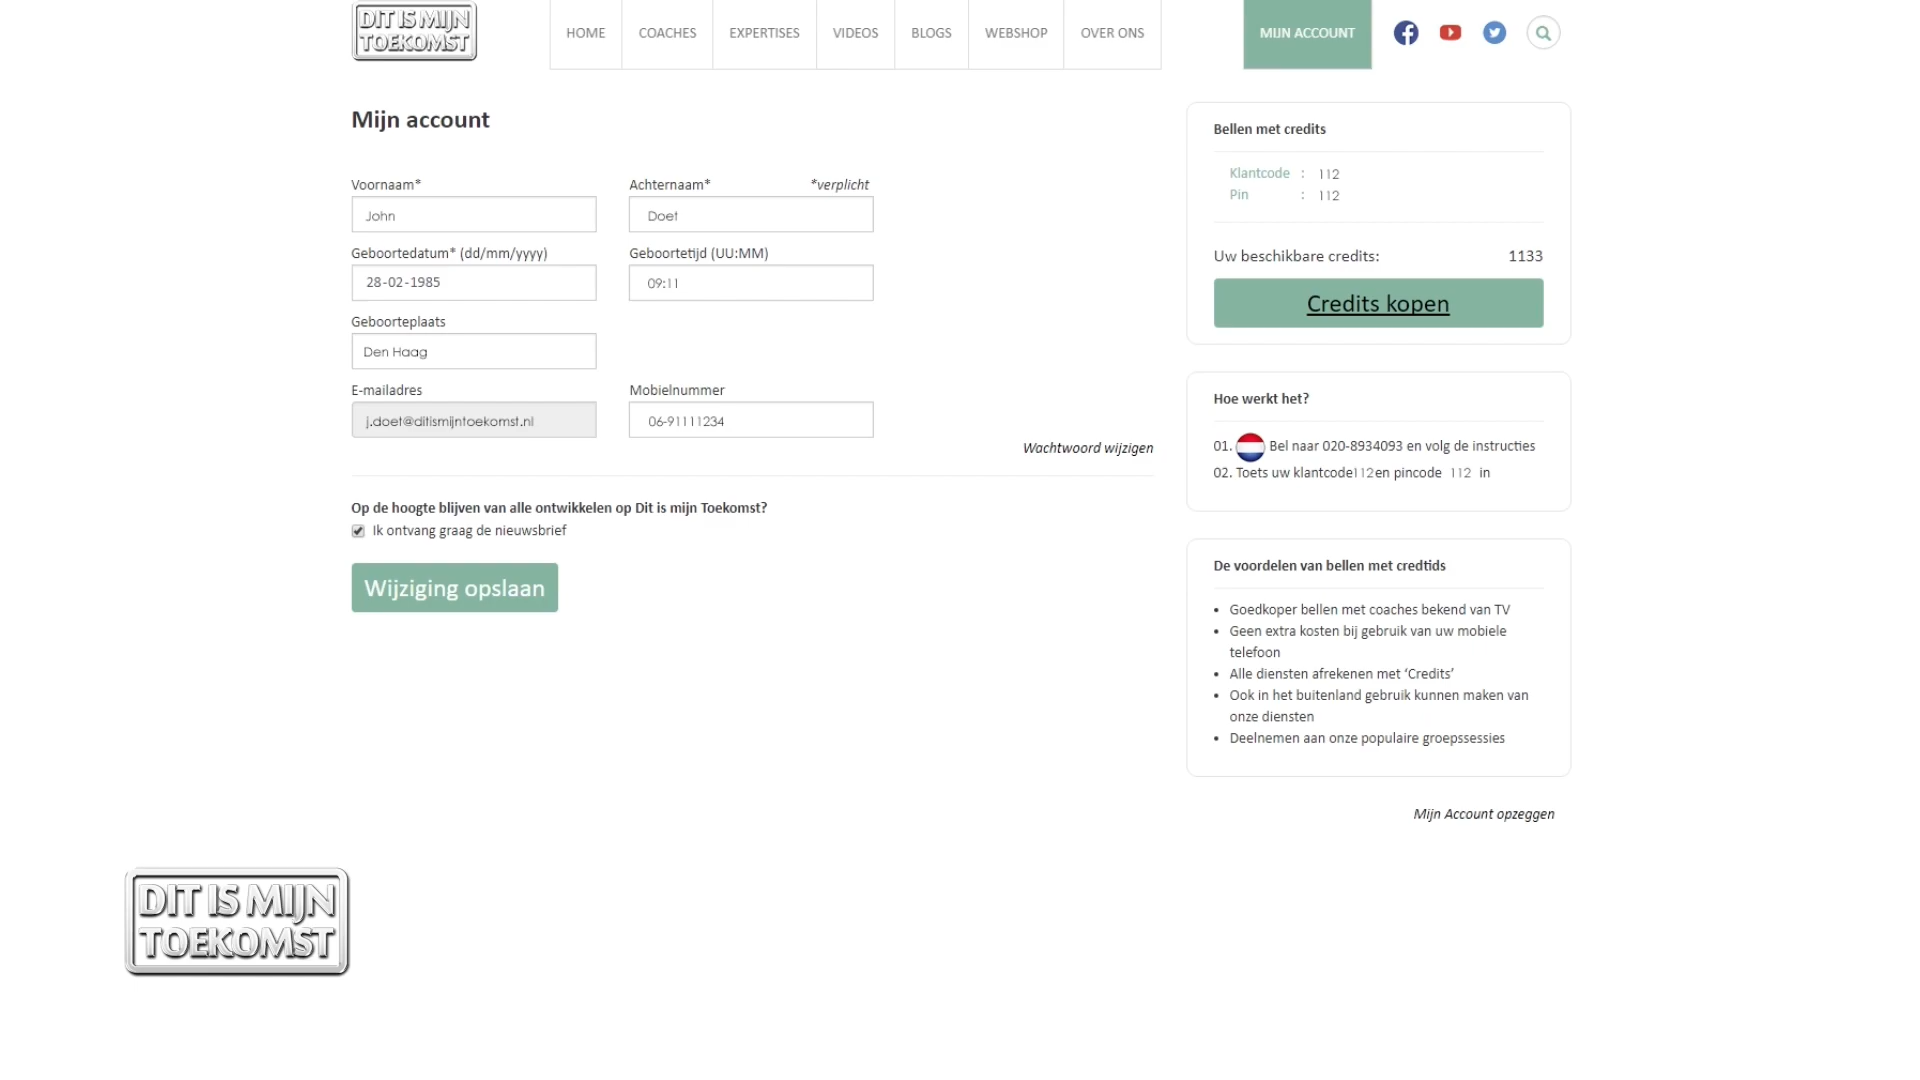 DIT IS MIJN
TOEKOMST
HOME
COACHES
EXPERTISES
VIDEOS
BLOGS
WEBSHOP
OVER ONS
MIJN ACCOUNT
Mijn account
Voornaam*
Achternaam*
*verplicht
John
Doet
Geboortedatum* (dd/mm/yyyy)
Geboortetijd (UU:MM)
28-02-1985
09:11
Geboorteplaats
Den Haag
E-mailadres
Mobielnummer
j.doet@ditismijntoekomst.nl
06-91111234
Wachtwoord wijzigen
Op de hoogte blijven van alle ontwikkelen op Dit is mijn Toekomst?
Ik ontvang graag de nieuwsbrief
Wijziging opslaan
Bellen met credits
Klantcode : 112
Pin : 112
Uw beschikbare credits: 1133
Credits kopen
Hoe werkt het?
01. Bel naar 020-8934093 en volg de instructies
02. Toets uw klantcode 112 en pincode 112 in
De voordelen van bellen met credtids
• Goedkoper bellen met coaches bekend van TV
• Geen extra kosten bij gebruik van uw mobiele
telefoon
• Alle diensten afrekenen met ‘Credits’
• Ook in het buitenland gebruik kunnen maken van
onze diensten
• Deelnemen aan onze populaire groepssessies
Mijn Account opzeggen
DIT IS MIJN
TOEKOMST